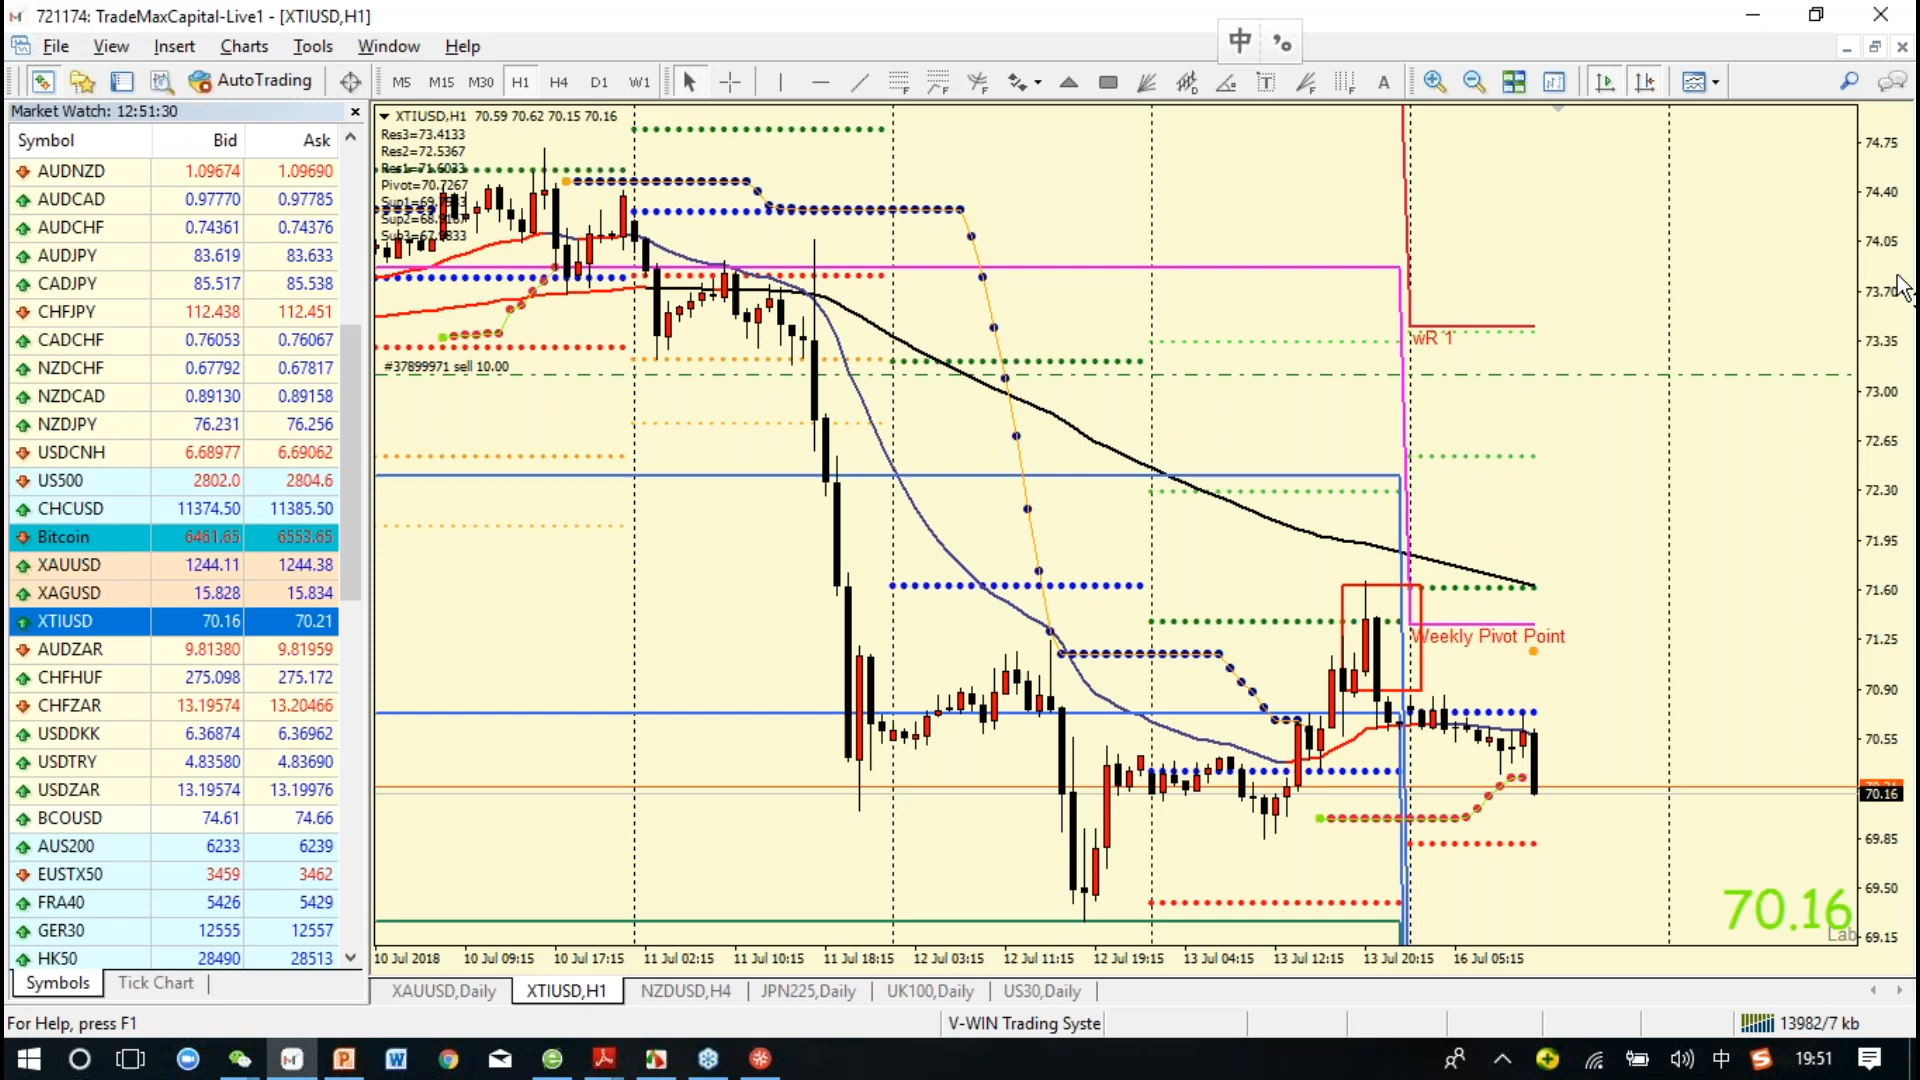 721174: TradeMaxCapital-Live1 - [XTIUSD,H1]
File View Insert Charts Tools Window Help
中
AutoTrading M5 M15 M30 H1 H4 D1 W1 A
Market Watch: 12:51:30
Symbol Bid Ask
AUDNZD 1.09674 1.09690
AUDCAD 0.97770 0.97785
AUDCHF 0.74361 0.74376
AUDJPY 83.619 83.633
CADJPY 85.517 85.538
CHFJPY 112.438 112.451
CADCHF 0.76053 0.76067
NZDCHF 0.67792 0.67817
NZDCAD 0.89130 0.89158
NZDJPY 76.231 76.256
USDCNH 6.68977 6.69062
US500 2802.0 2804.6
CHCUSD 11374.50 11385.50
Bitcoin 6461.65 6553.65
XAUUSD 1244.11 1244.38
XAGUSD 15.828 15.834
XTIUSD 70.16 70.21
AUDZAR 9.81380 9.81959
CHFHUF 275.098 275.172
CHFZAR 13.19574 13.20466
USDDKK 6.36874 6.36962
USDTRY 4.83580 4.83690
USDZAR 13.19574 13.19976
BCOUSD 74.61 74.66
AUS200 6233 6239
EUSTX50 3459 3462
FRA40 5426 5429
GER30 12555 12557
HK50 28490 28513
Symbols Tick Chart
XTIUSD,H1 70.59 70.62 70.15 70.16
Res3=73.4133
Res2=72.5367
Res1=71.6033
Pivot=70.7267
#37899971 sell 10.00
wR 1
Weekly Pivot Point
74.75
74.40
74.05
73.70
73.35
73.00
72.65
72.30
71.95
71.60
71.25
70.90
70.55
70.16
69.85
69.50
69.15
70.16
Lab
10 Jul 2018 10 Jul 09:15 10 Jul 17:15 11 Jul 02:15 11 Jul 10:15 11 Jul 18:15 12 Jul 03:15 12 Jul 11:15 12 Jul 19:15 13 Jul 04:15 13 Jul 12:15 13 Jul 20:15 16 Jul 05:15
XAUUSD,Daily XTIUSD,H1 NZDUSD,H4 JPN225,Daily UK100,Daily US30,Daily
For Help, press F1 V-WIN Trading Syste 13982/7 kb
中 19:51